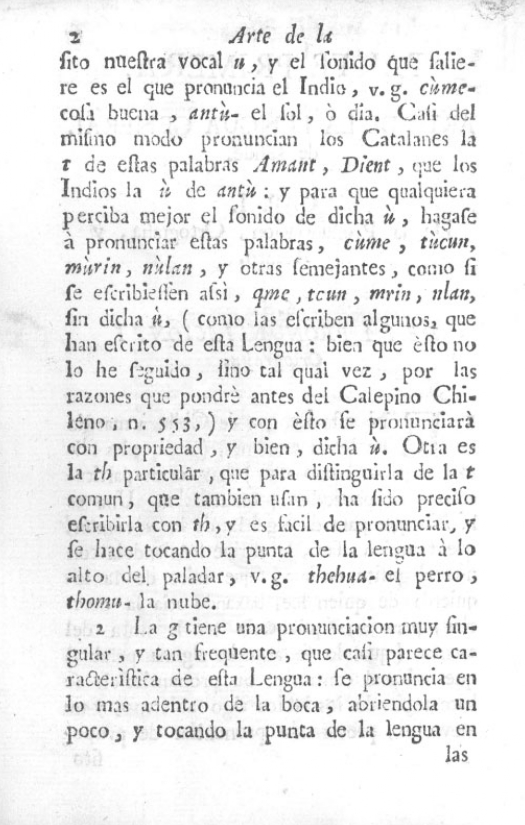 2 Arte de la
ſito nueſtra vocal u, y el ſonido que ſalie-
re es el que pronuncia el Indio, v. g. cùme-
coſa buena, antù- el ſol, ò dia. Caſi del
miſmo modo pronuncian los Catalanes la
t de eſtas palabras Amant, Dient, que los
Indios la ù de antù: y para que qualquiera
perciba mejor el ſonido de dicha ù, hagaſe
à pronunciar eſtas palabras, cùme, tùcun,
mùrin, nùlan, y otras ſemejantes, como ſi
ſe eſcribieſſen aſsì, qme, tcun, mrin, nlan,
ſin dicha ù, (como las eſcriben algunos, que
han eſcrito de eſta Lengua: bien que èſto no
lo he ſeguido, ſino tal qual vez, por las
razones que pondrè antes del Calepino Chi-
leno, n. 553,) y con èſto ſe pronunciarà
con propriedad, y bien, dicha ù. Otra es
la th particular, que para diſtinguirla de la t
comun, que tambien uſan, ha ſido preciſo
eſcribirla con th, y es facil de pronunciar, y
ſe hace tocando la punta de la lengua à lo
alto del paladar, v. g. thehua- el perro,
thomu- la nube.
2 La g tiene una pronunciacion muy ſin-
gular, y tan frequente, que caſi parece ca-
racterìſtica de eſta Lengua: ſe pronuncia en
lo mas adentro de la boca, abriendola un
poco, y tocando la punta de la lengua en
las